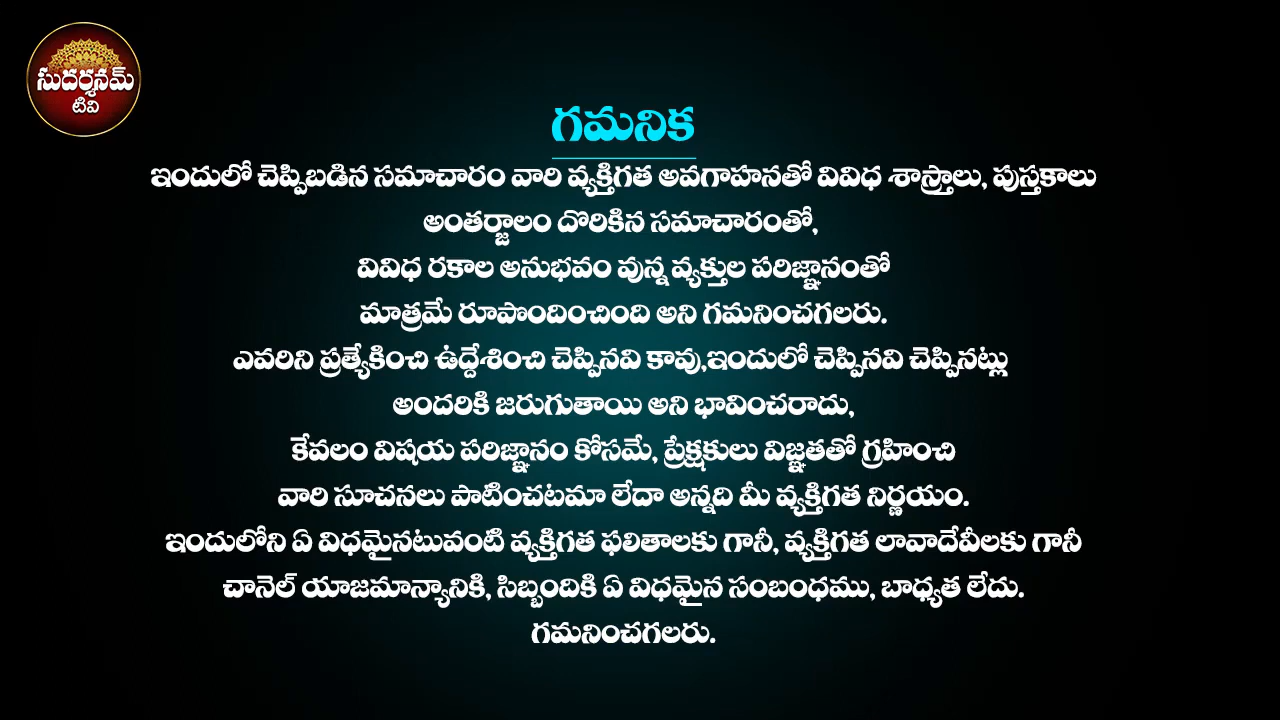 సుదర్శనమ్
టివి
గమనిక
ఇందులో చెప్పిబడిన సమాచారం వారి వ్యక్తిగత అవగాహనతో వివిధ శాస్త్రాలు, పుస్తకాలు
అంతర్జాలం దొరికిన సమాచారంతో,
వివిధ రకాల అనుభవం వున్న వ్యక్తుల పరిజ్ఞానంతో
మాత్రమే రూపొందించింది అని గమనించగలరు.
ఎవరిని ప్రత్యేకించి ఉద్దేశించి చెప్పినవి కావు,ఇందులో చెప్పినవి చెప్పినట్లు
అందరికి జరుగుతాయి అని భావించరాదు,
కేవలం విషయ పరిజ్ఞానం కోసమే, ప్రేక్షకులు విజ్ఞతతో గ్రహించి
వారి సూచనలు పాటించటమా లేదా అన్నది మీ వ్యక్తిగత నిర్ణయం.
ఇందులోని ఏ విధమైనటువంటి వ్యక్తిగత ఫలితాలకు గానీ, వ్యక్తిగత లావాదేవీలకు గానీ
చానెల్ యాజమాన్యానికి, సిబ్బందికి ఏ విధమైన సంబంధము, బాధ్యత లేదు.
గమనించగలరు.